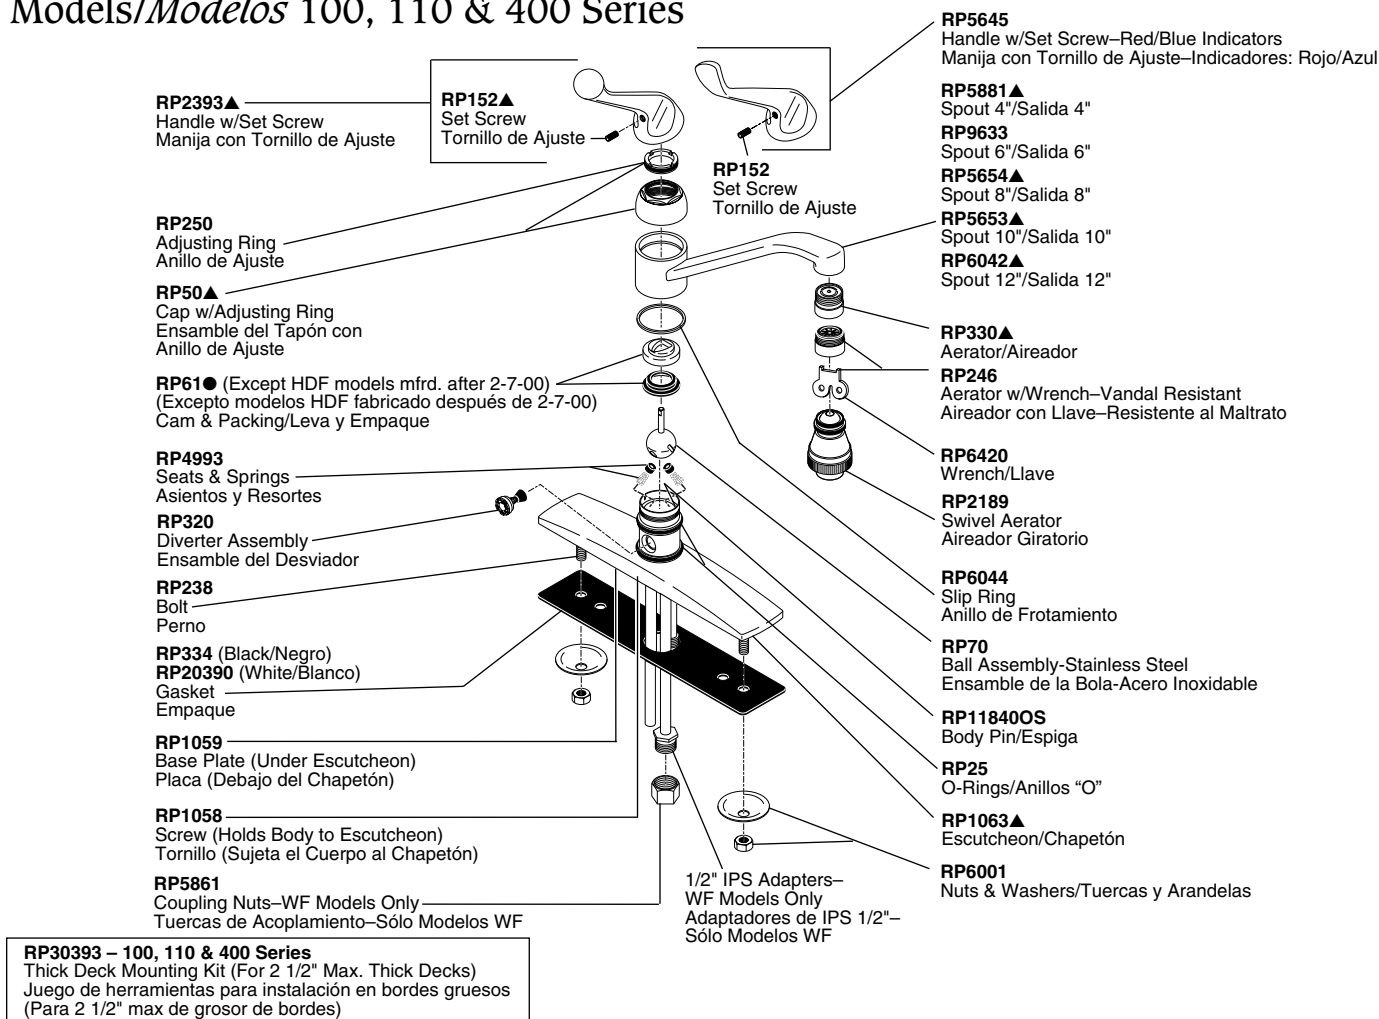 Models/Modelos 100, 110 & 400 Series
RP2393▲
Handle w/Set Screw
Manija con Tornillo de Ajuste
RP152▲
Set Screw
Tornillo de Ajuste
RP152
Set Screw
Tornillo de Ajuste
RP250
Adjusting Ring
Anillo de Ajuste
RP50▲
Cap w/Adjusting Ring
Ensamble del Tapón con
Anillo de Ajuste
RP61● (Except HDF models mfrd. after 2-7-00)
(Excepto modelos HDF fabricado después de 2-7-00)
Cam & Packing/Leva y Empaque
RP4993
Seats & Springs
Asientos y Resortes
RP320
Diverter Assembly
Ensamble del Desviador
RP238
Bolt
Perno
RP334 (Black/Negro)
RP20390 (White/Blanco)
Gasket
Empaque
RP1059
Base Plate (Under Escutcheon)
Placa (Debajo del Chapetón)
RP1058
Screw (Holds Body to Escutcheon)
Tornillo (Sujeta el Cuerpo al Chapetón)
RP5861
Coupling Nuts–WF Models Only
Tuercas de Acoplamiento–Sólo Modelos WF
RP30393 – 100, 110 & 400 Series
Thick Deck Mounting Kit (For 2 1/2" Max. Thick Decks)
Juego de herramientas para instalación en bordes gruesos
(Para 2 1/2" max de grosor de bordes)
1/2" IPS Adapters–
WF Models Only
Adaptadores de IPS 1/2"–
Sólo Modelos WF
RP5645
Handle w/Set Screw–Red/Blue Indicators
Manija con Tornillo de Ajuste–Indicadores: Rojo/Azul
RP5881▲
Spout 4"/Salida 4"
RP9633
Spout 6"/Salida 6"
RP5654▲
Spout 8"/Salida 8"
RP5653▲
Spout 10"/Salida 10"
RP6042▲
Spout 12"/Salida 12"
RP330▲
Aerator/Aireador
RP246
Aerator w/Wrench–Vandal Resistant
Aireador con Llave–Resistente al Maltrato
RP6420
Wrench/Llave
RP2189
Swivel Aerator
Aireador Giratorio
RP6044
Slip Ring
Anillo de Frotamiento
RP70
Ball Assembly-Stainless Steel
Ensamble de la Bola-Acero Inoxidable
RP11840OS
Body Pin/Espiga
RP25
O-Rings/Anillos “O”
RP1063▲
Escutcheon/Chapetón
RP6001
Nuts & Washers/Tuercas y Arandelas